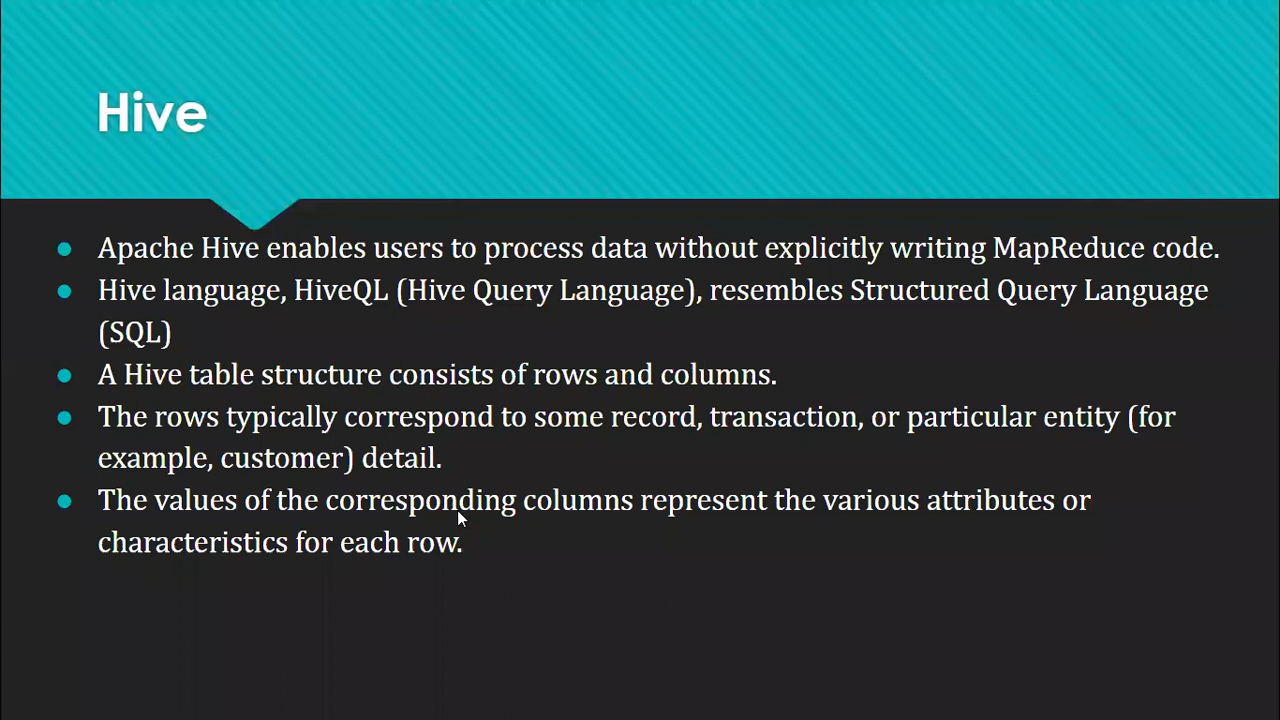 Hive
Apache Hive enables users to process data without explicitly writing MapReduce code.
Hive language, HiveQL (Hive Query Language), resembles Structured Query Language
(SQL)
A Hive table structure consists of rows and columns.
The rows typically correspond to some record, transaction, or particular entity (for
example, customer) detail.
The values of the corresponding columns represent the various attributes or
characteristics for each row.